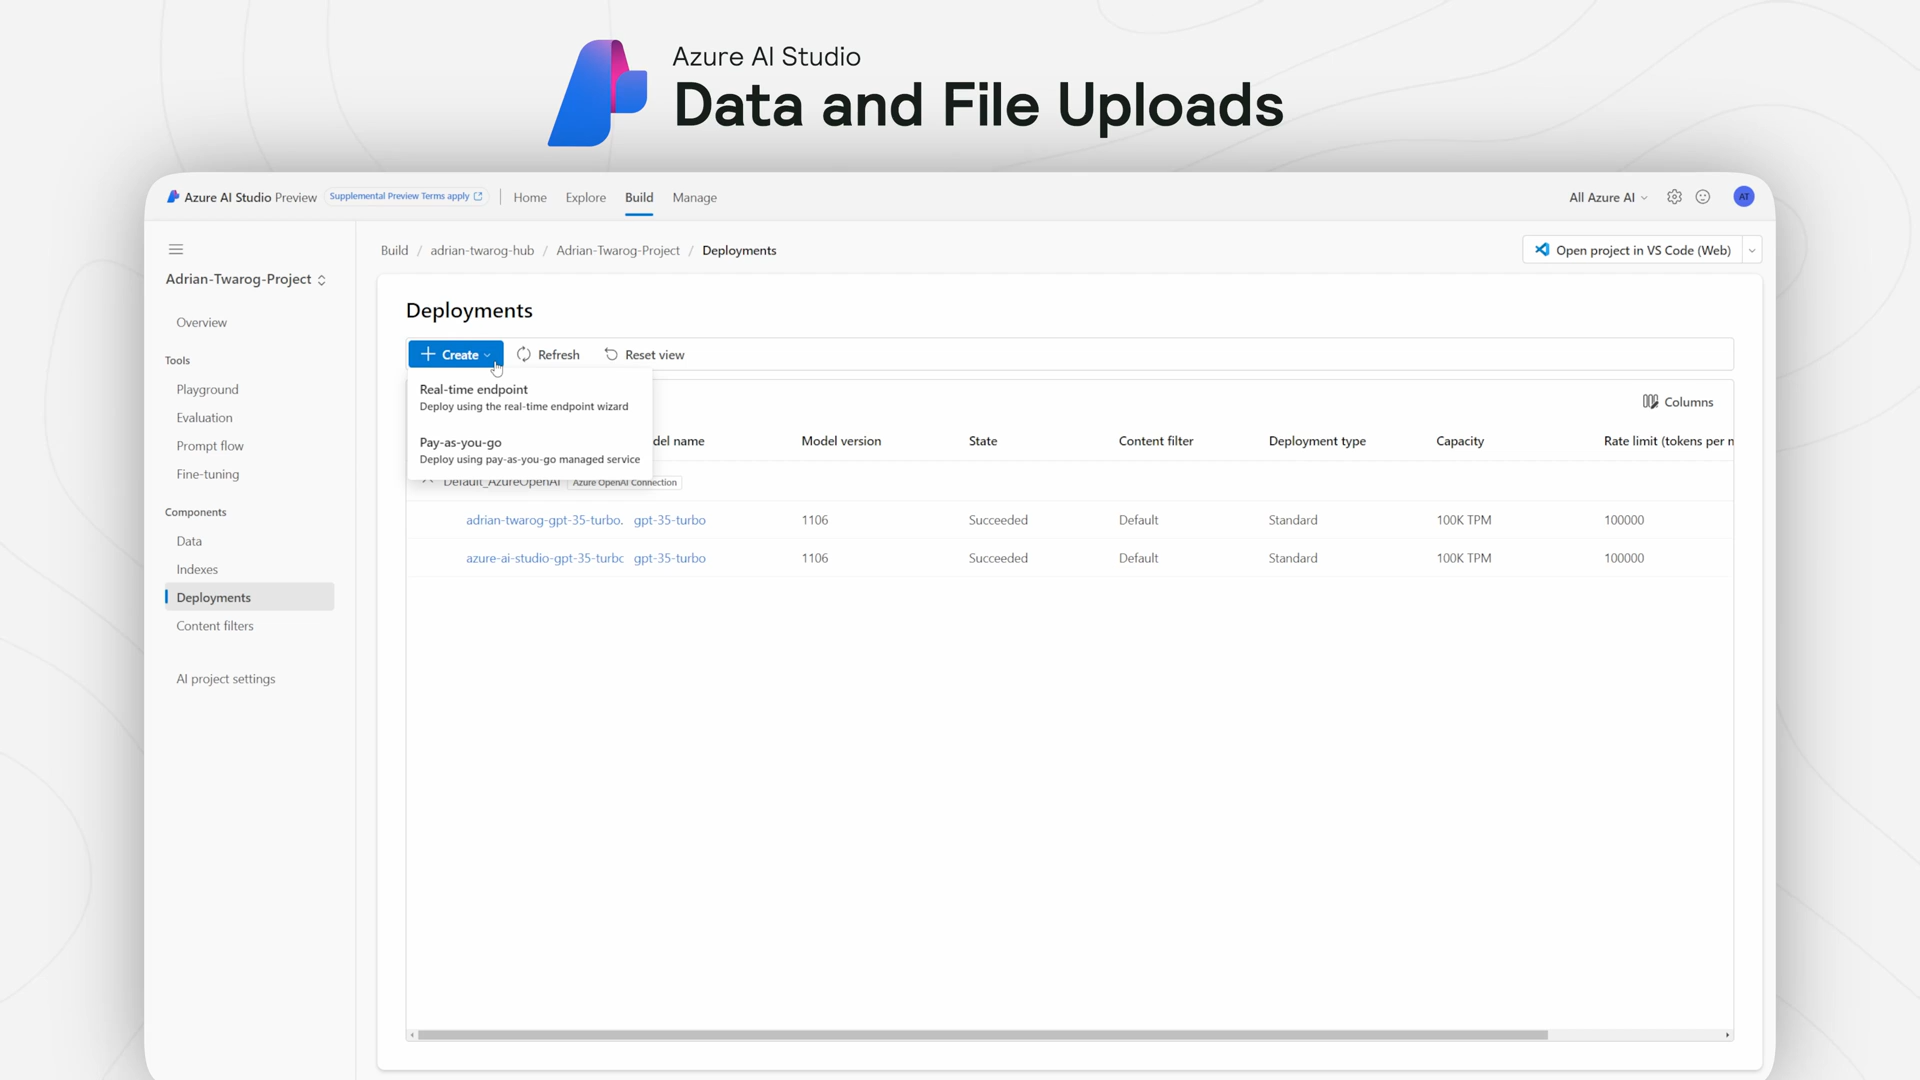 Azure AI Studio
Data and File Uploads
Azure AI Studio Preview Supplemental Preview Terms apply Home Explore Build Manage All Azure AI AT
Build / adrian-twarog-hub / Adrian-Twarog-Project / Deployments Open project in VS Code (Web)
Adrian-Twarog-Project
Overview
Tools
Playground
Evaluation
Prompt flow
Fine-tuning
Components
Data
Indexes
Deployments
Content filters
AI project settings
Deployments
Create Refresh Reset view
Real-time endpoint
Deploy using the real-time endpoint wizard
Pay-as-you-go
Deploy using pay-as-you-go managed service
Columns
del name Model version State Content filter Deployment type Capacity Rate limit (tokens per n
Default_AzureOpenAI Azure OpenAI Connection
adrian-twarog-gpt-35-turbo. gpt-35-turbo 1106 Succeeded Default Standard 100K TPM 100000
azure-ai-studio-gpt-35-turbc gpt-35-turbo 1106 Succeeded Default Standard 100K TPM 100000